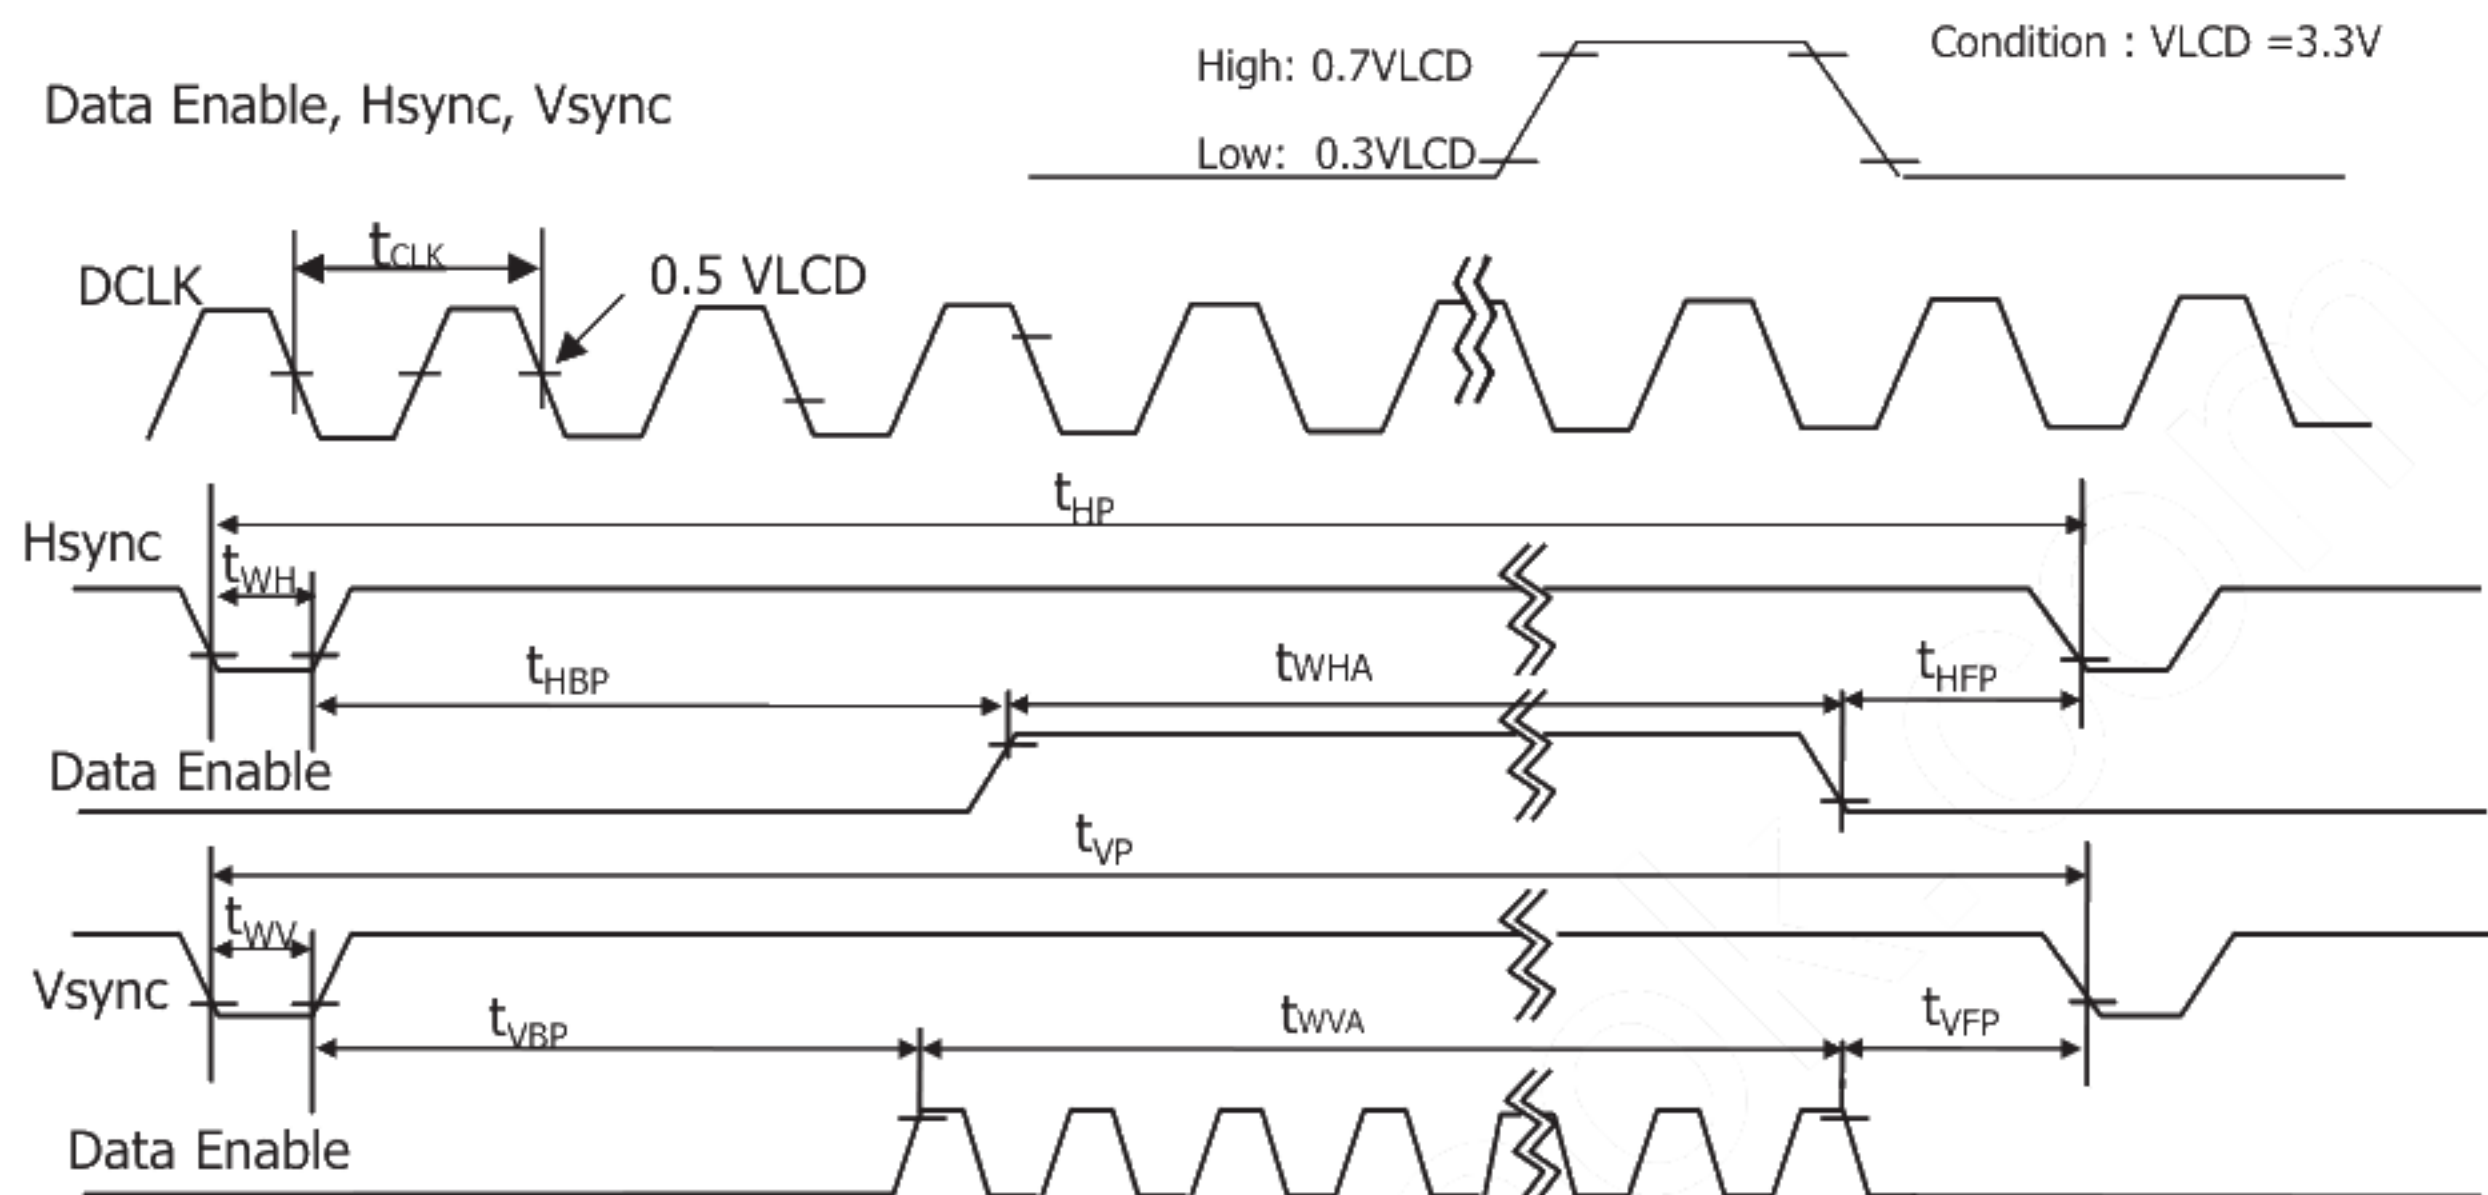 Condition : VLCD =3.3V
High: 0.7VLCD
Data Enable, Hsync, Vsync
Low: 0.3VLCD
tCLK
DCLK
0.5 VLCD
tHP
Hsync
tWH
tHBP
tWHA
tHFP
Data Enable
tVP
tWV
Vsync
tVBP
tWVA
tVFP
Data Enable